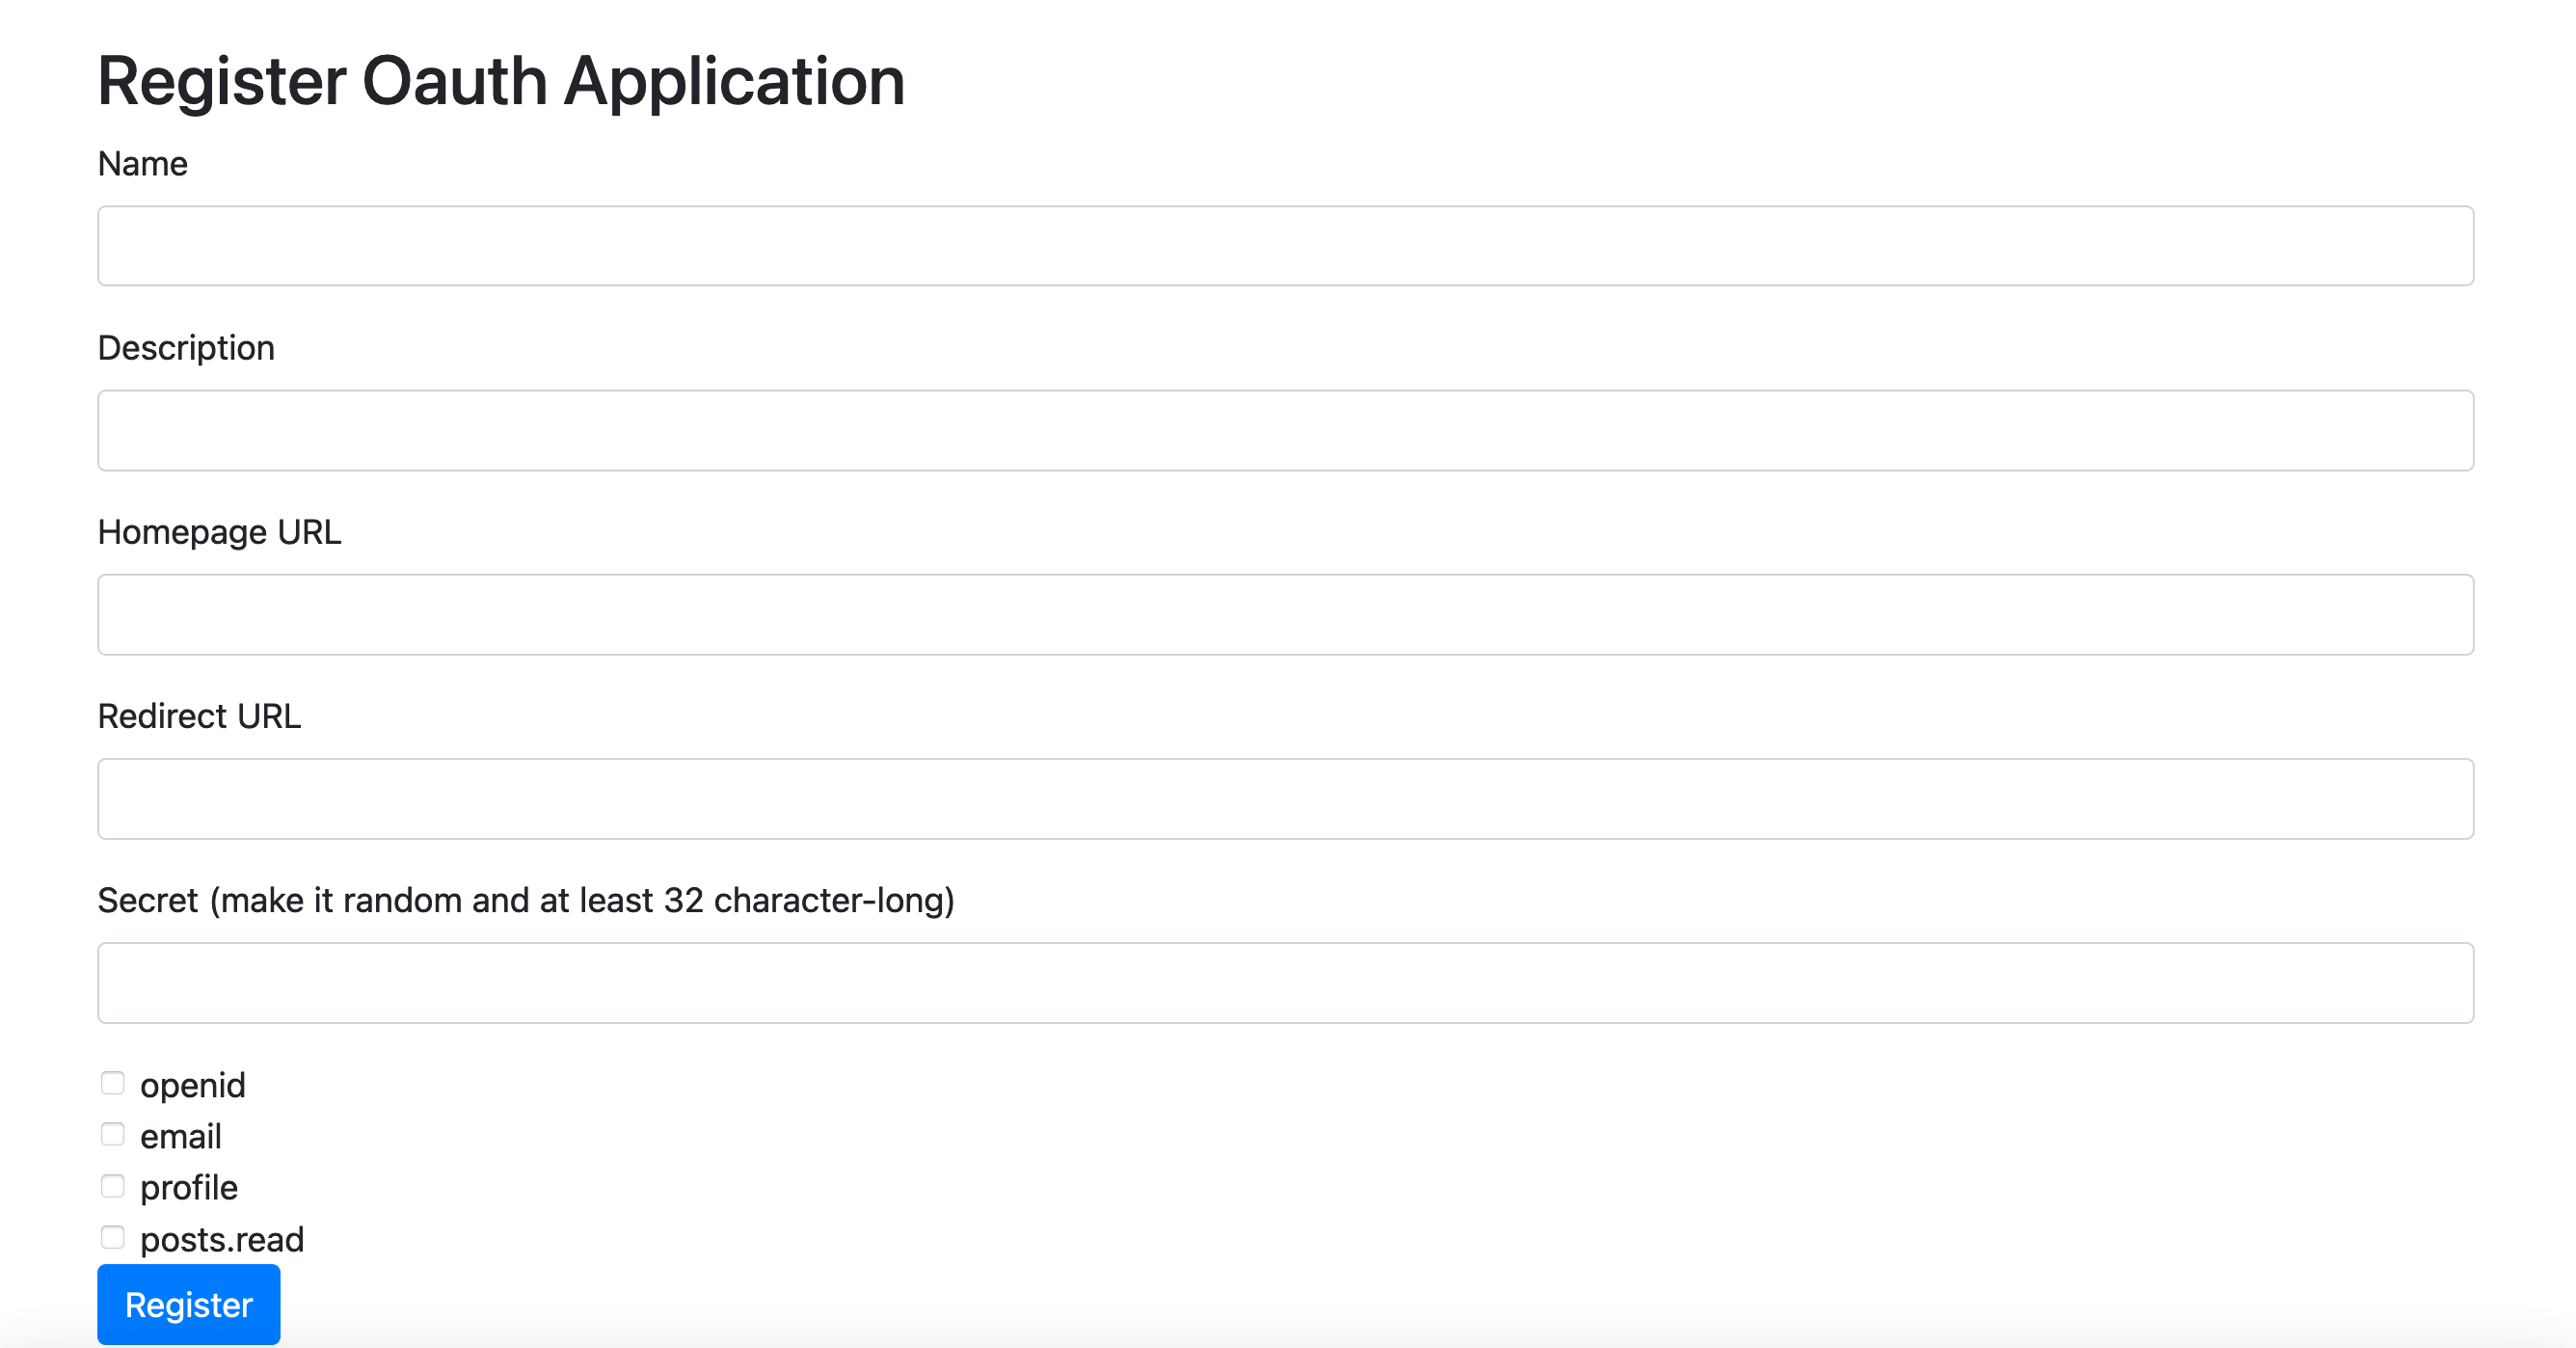 Register Oauth Application
Name
Description
Homepage URL
Redirect URL
Secret (make it random and at least 32 character-long)
openid
email
profile
posts.read
Register